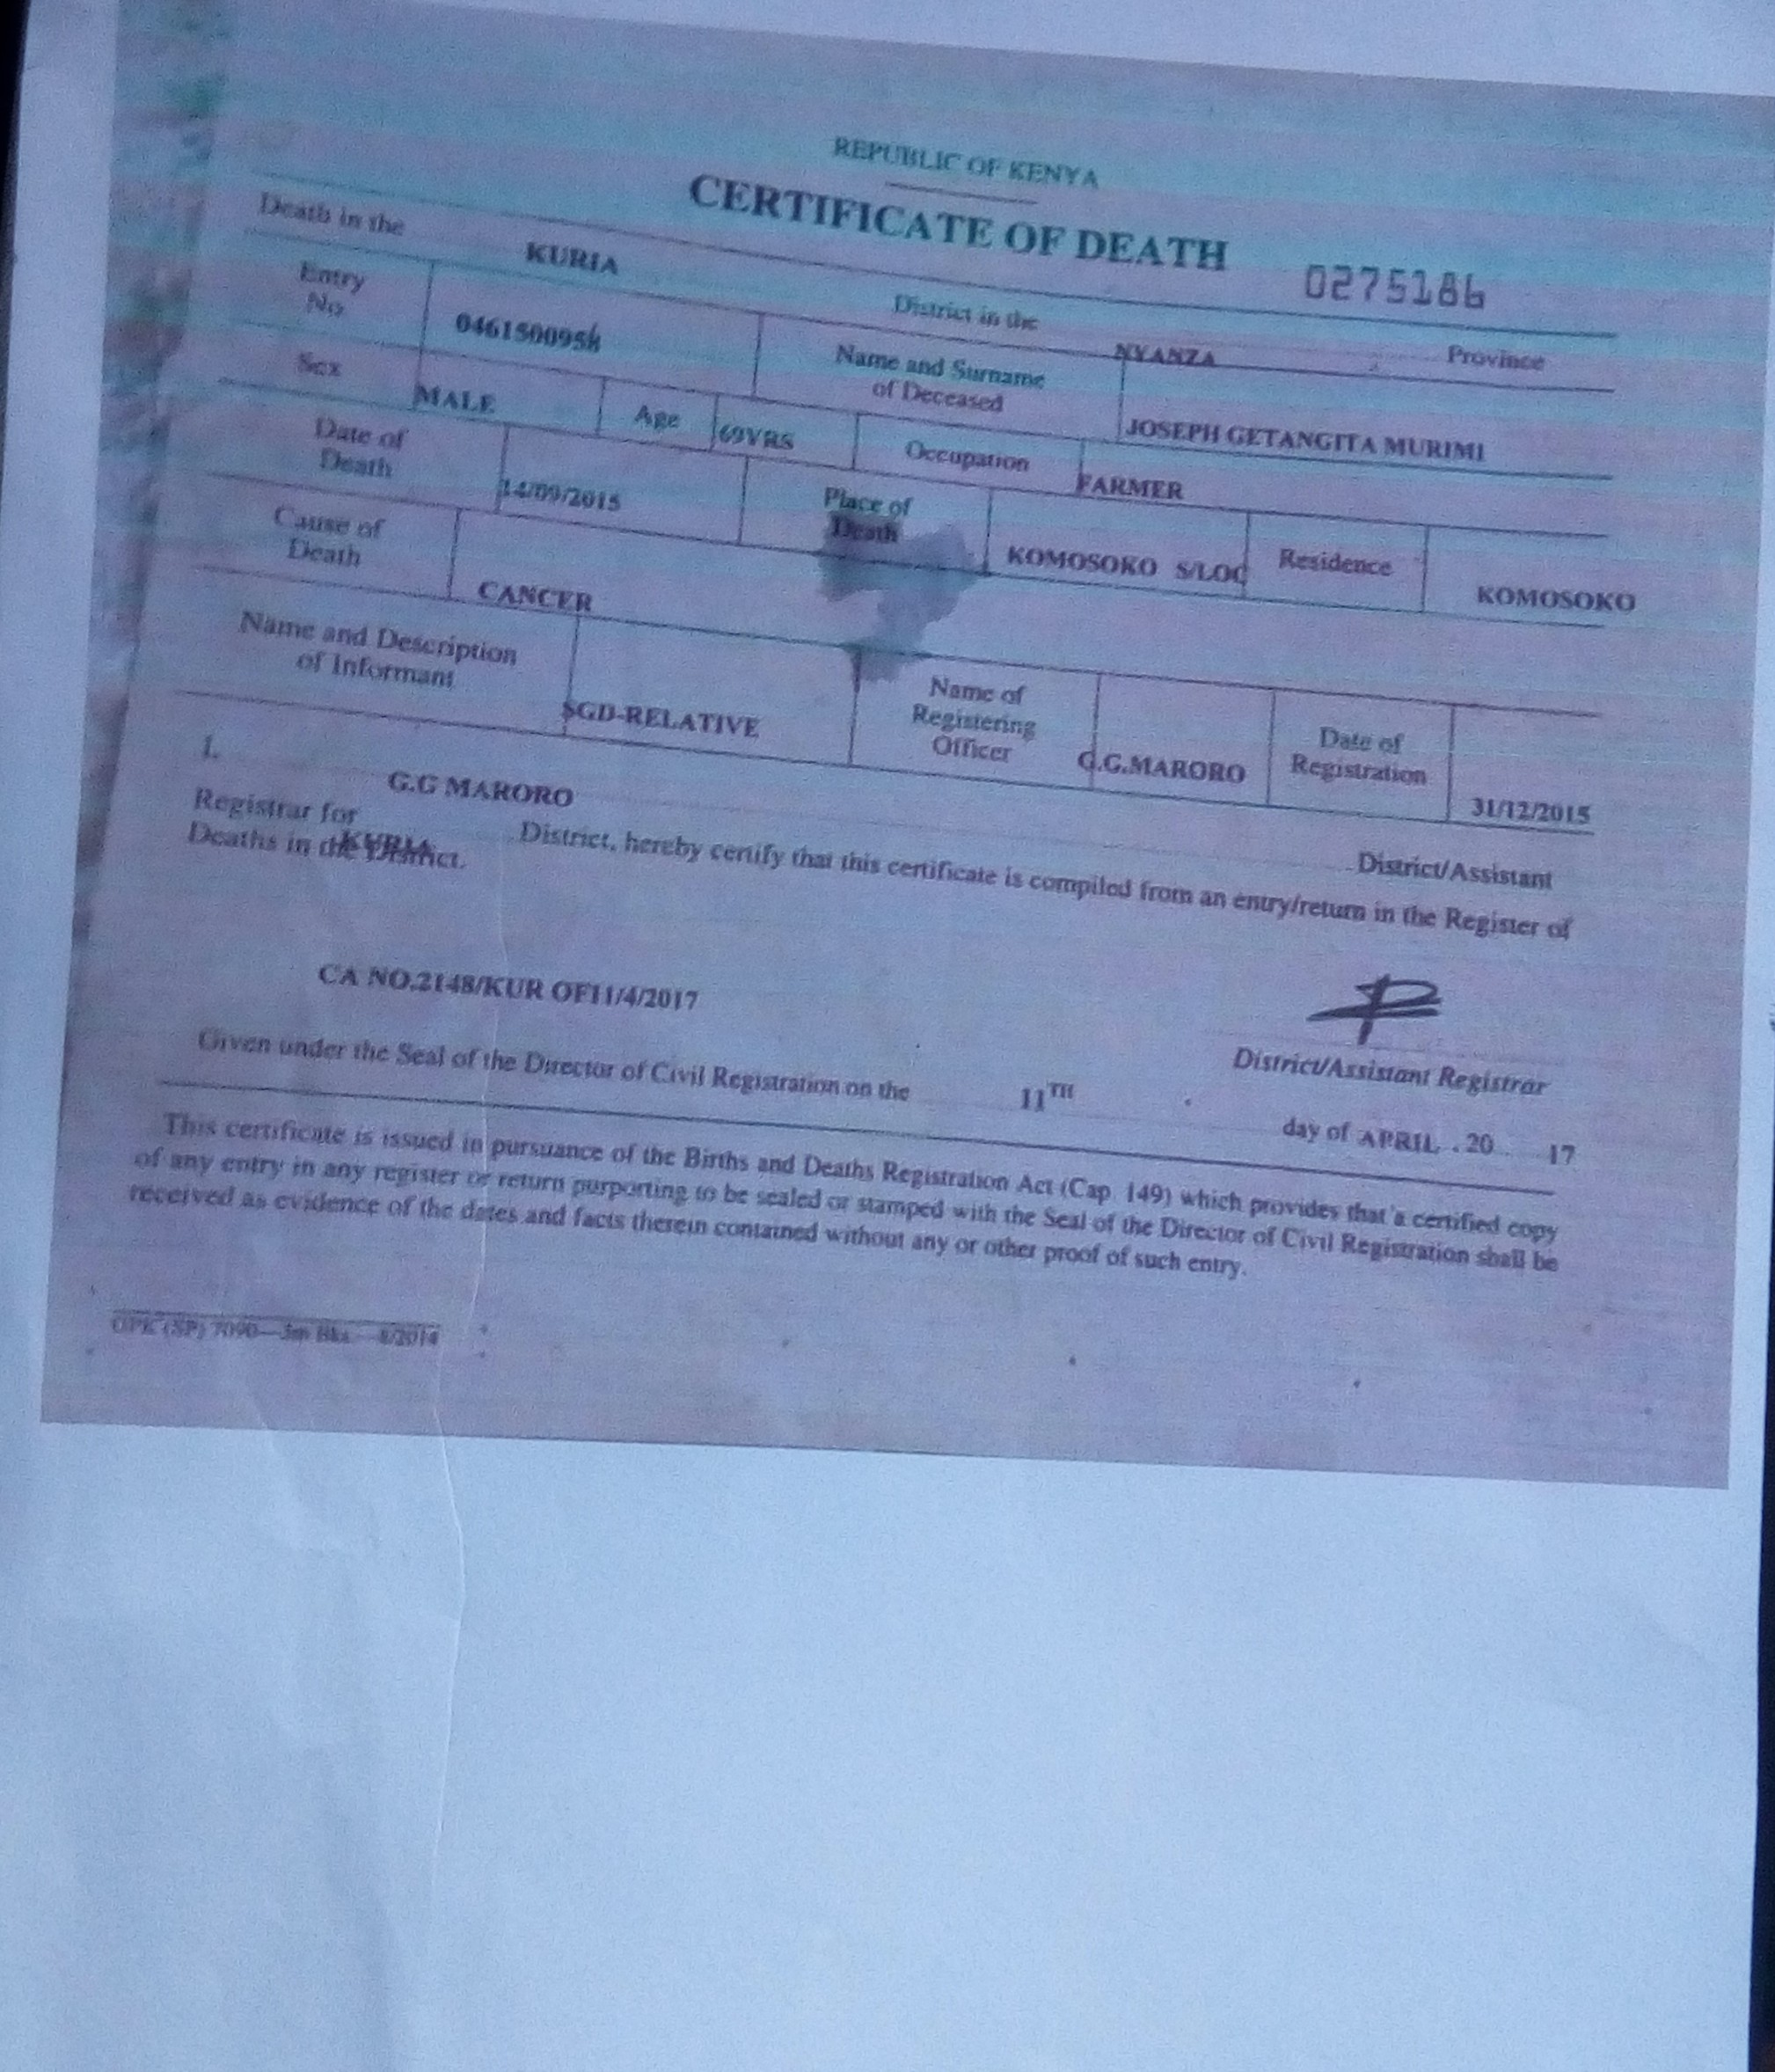 REPUBLIC OF KENYA
CERTIFICATE OF DEATH
0275186
Death in the KURIA District in the NYANZA Province
Entry No Name and Surname of Deceased JOSEPH GETANGITA MURIMI
Sex MALE Age 69YRS Occupation FARMER
Date of Death 14/09/2015 Place of Death KOMOSOKO S/LOC Residence KOMOSOKO
Cause of Death CANCER
Name and Description of Informant SGD-RELATIVE Name of Registering Officer G.G.MARORO Date of Registration 31/12/2015
I, G.G MARORO District/Assistant
Registrar for KURIA District, hereby certify that this certificate is compiled from an entry/return in the Register of
Deaths in the District.
CA NO.2148/KUR OF11/4/2017
District/Assistant Registrar
Given under the Seal of the Director of Civil Registration on the 11TH day of APRIL . 20 17
This certificate is issued in pursuance of the Births and Deaths Registration Act (Cap. 149) which provides that a certified copy
of any entry in any register or return purporting to be sealed or stamped with the Seal of the Director of Civil Registration shall be
received as evidence of the dates and facts therein contained without any or other proof of such entry.
GPK (SP) 7090— 8/2014